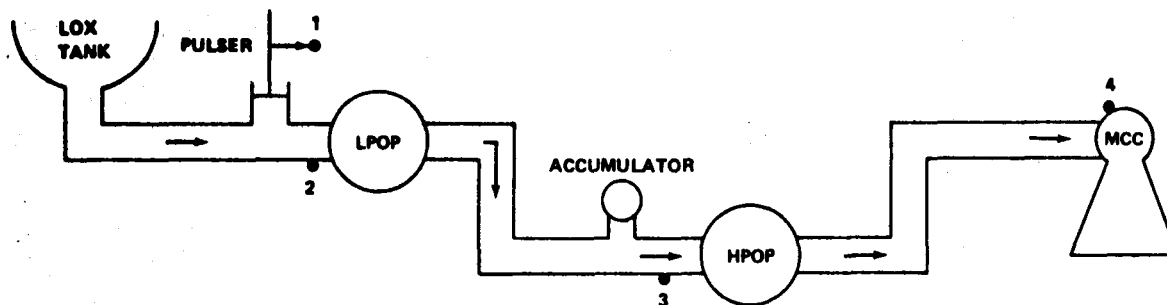 LOX
TANK
PULSER
1
LPOP
2
ACCUMULATOR
3
HPOP
4
MCC